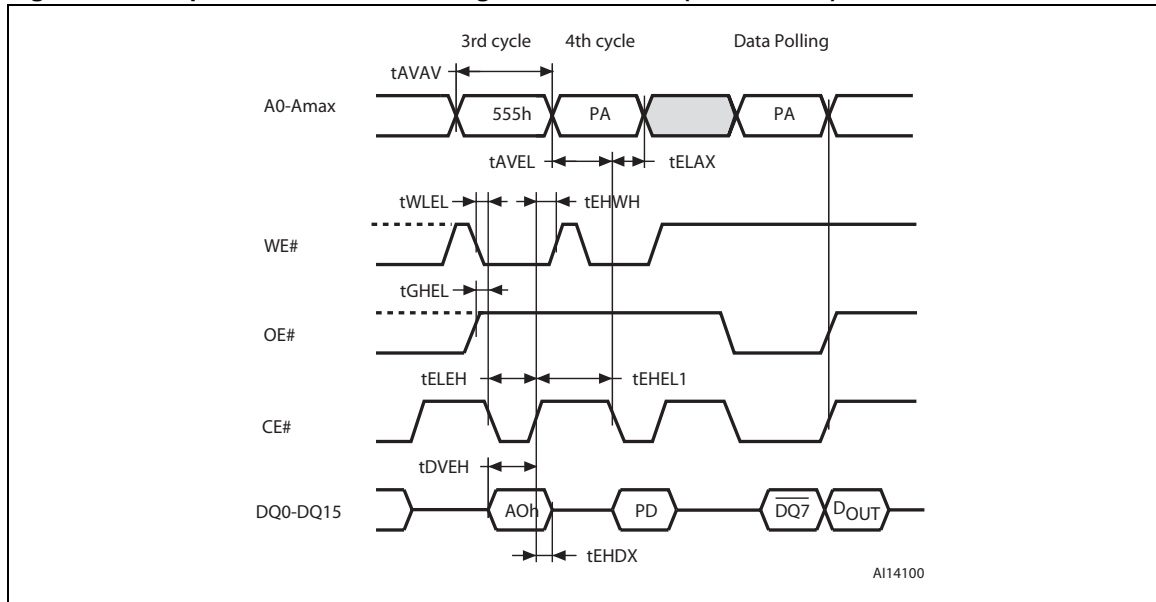 3rd cycle 4th cycle Data Polling
tAVAV
A0-Amax 555h PA PA
tAVEL tELAX
tWLEL tEHWH
WE#
tGHEL
OE#
tELEH tEHEL1
CE#
tDVEH
DQ0-DQ15 AOh PD DQ7 DOUT
tEHDX
AI14100